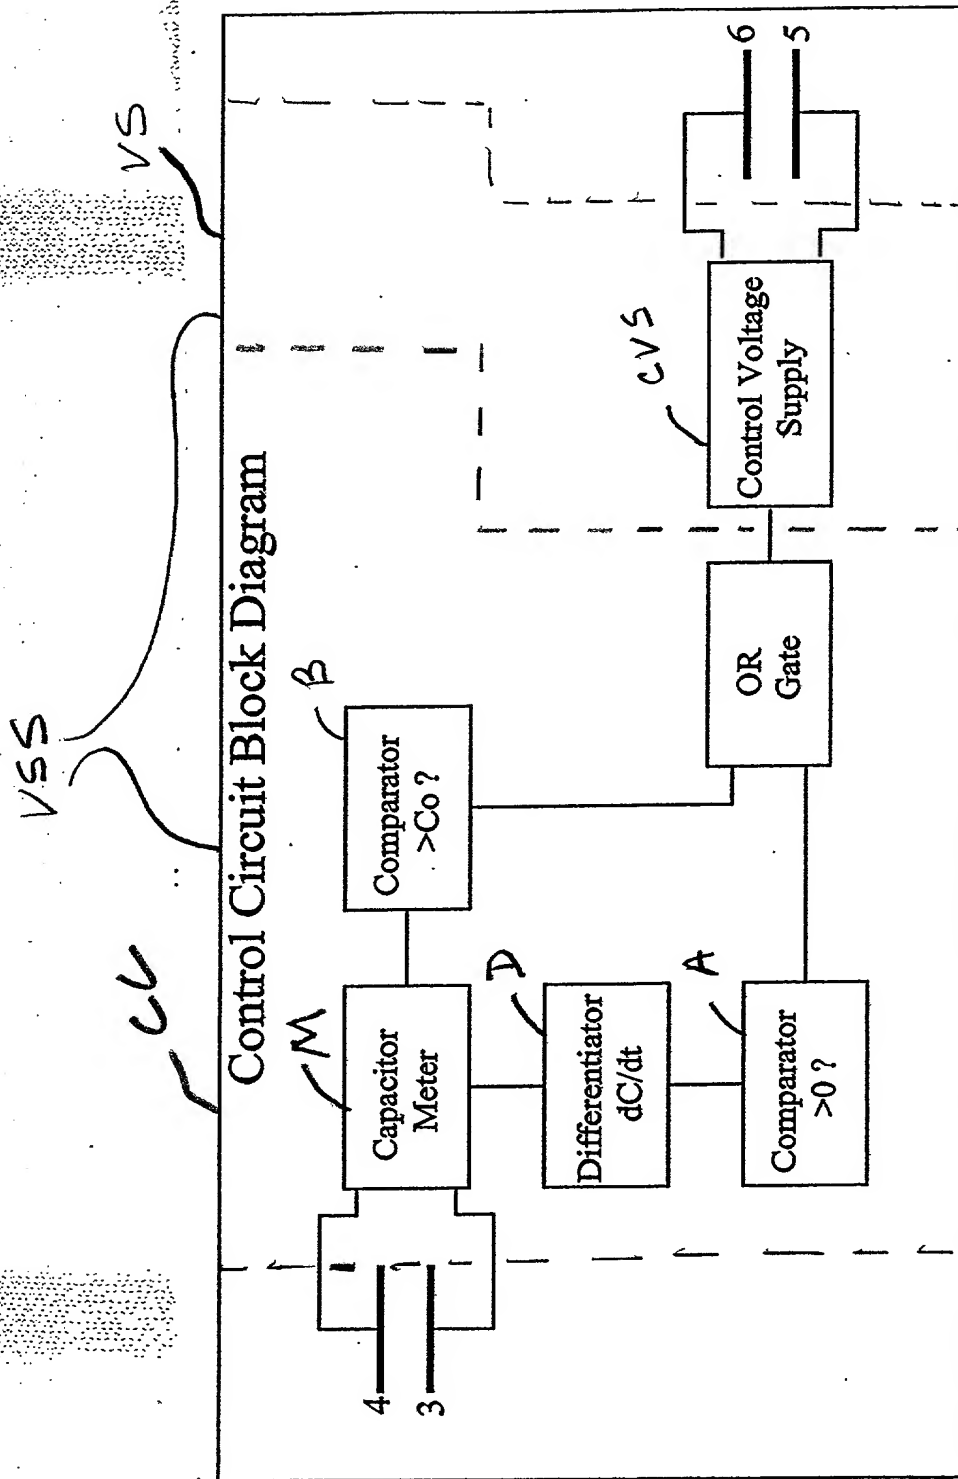 VSS
VS
CU
Control Circuit Block Diagram
M
B
Capacitor
Meter
Comparator
>Co ?
4
3
D
Differentiator
dC/dt
A
Comparator
>0 ?
OR
Gate
CVS
Control Voltage
Supply
6
5